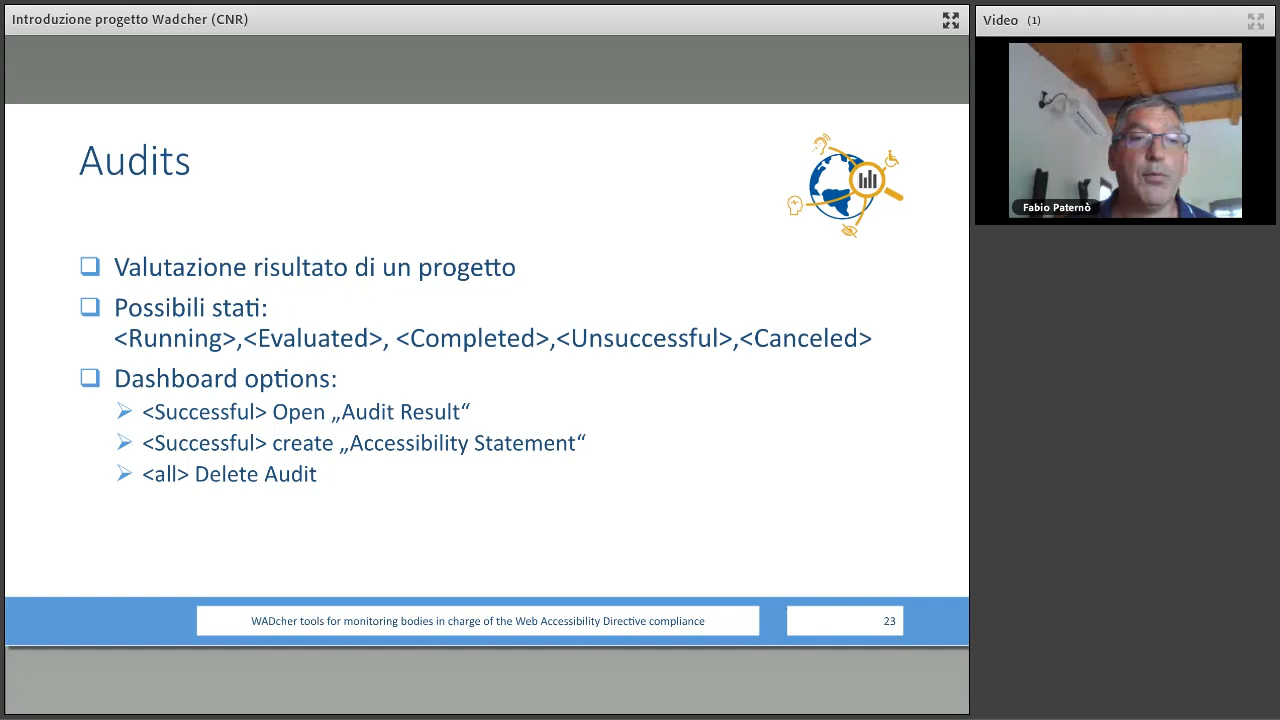 Introduzione progetto Wadcher (CNR)
Video (1)
Fabio Paternò
Audits
Valutazione risultato di un progetto
Possibili stati:
<Running>,<Evaluated>, <Completed>,<Unsuccessful>,<Canceled>
Dashboard options:
<Successful> Open „Audit Result“
<Successful> create „Accessibility Statement“
<all> Delete Audit
WADcher tools for monitoring bodies in charge of the Web Accessibility Directive compliance
23